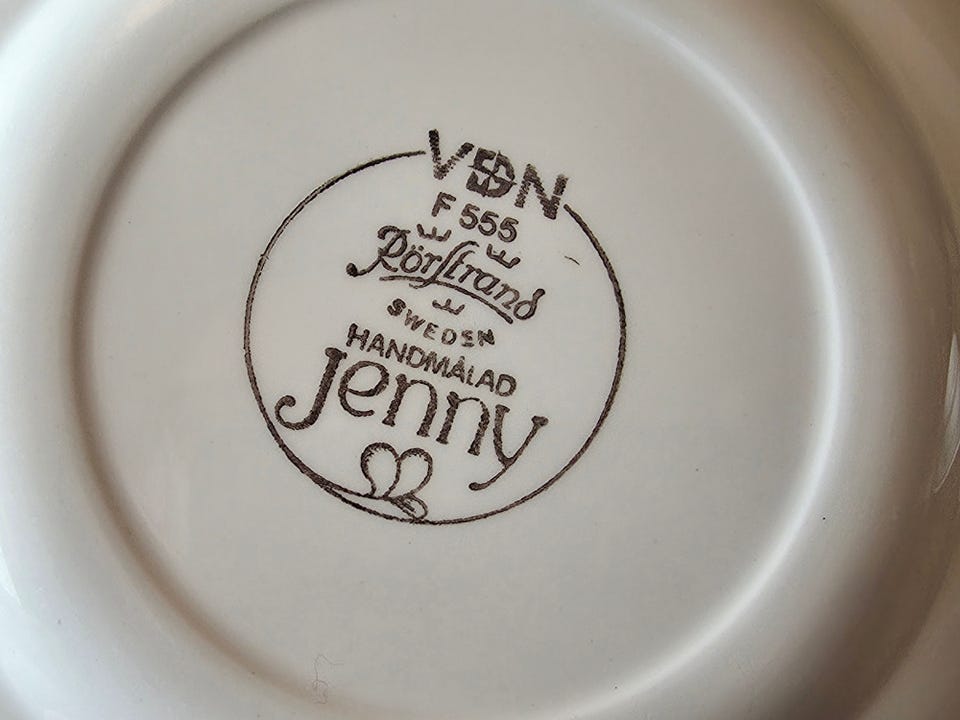 VDN
F 555
Rörstrand
SWEDEN
HANDMÅLAD
Jenny